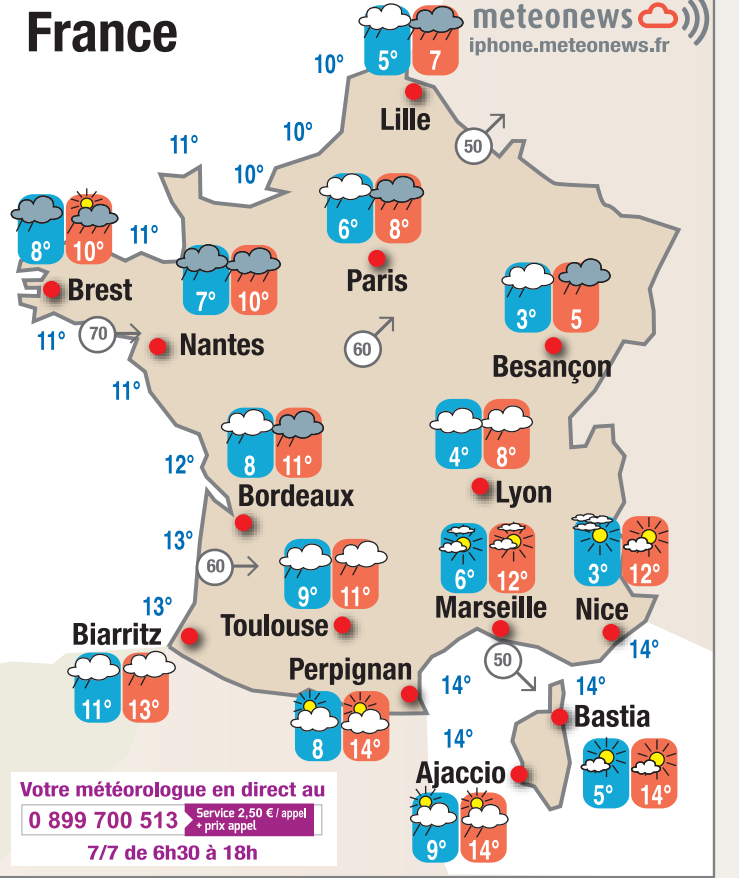 France
meteonews
iphone.meteonews.fr
5° 7
10°
Lille
10°
50
11°
10°
6° 8°
Paris
8° 10°
11°
Brest
7° 10°
3° 5
Besançon
11°
70
Nantes
60
11°
8 11°
Bordeaux
4° 8°
Lyon
12°
13°
60
9° 11°
Toulouse
6° 12°
Marseille
3° 12°
Nice
13°
Biarritz
11° 13°
14°
50
Perpignan
8 14°
14°
14°
Bastia
5° 14°
14°
Ajaccio
9° 14°
Votre météorologue en direct au
0 899 700 513 Service 2,50 € / appel
+ prix appel
7/7 de 6h30 à 18h